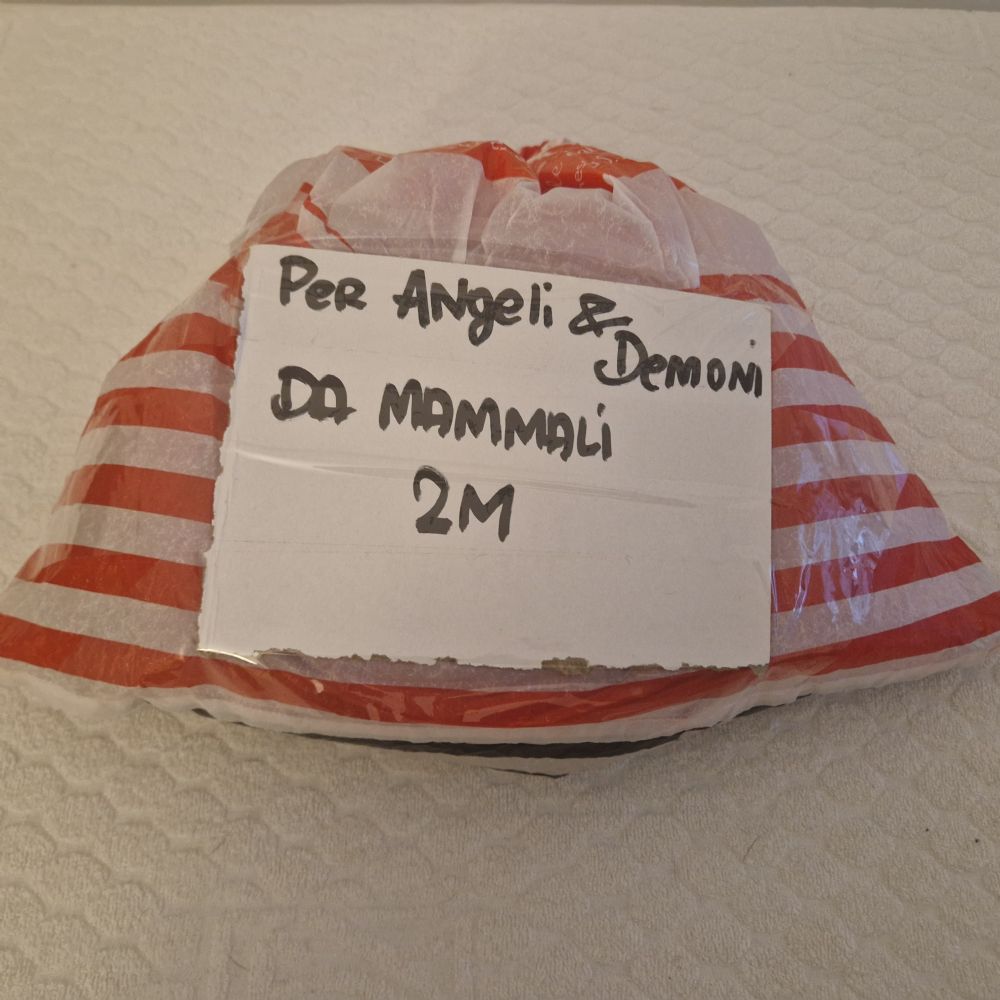 Per Angeli &
Demoni
DA MAMMALi
2M